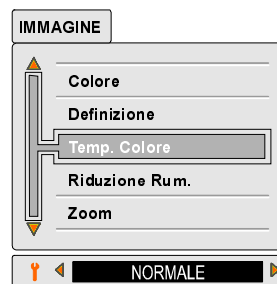 IMMAGINE
Colore
Definizione
Temp. Colore
Riduzione Rum.
Zoom
NORMALE